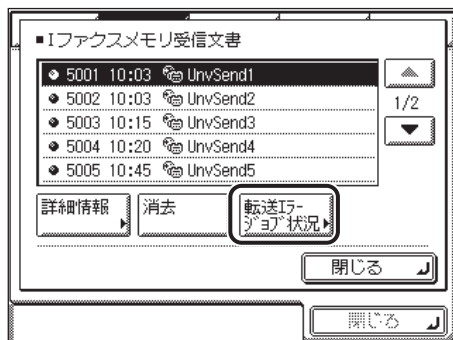 ■Iファクスメモリ受信文書
5001 10:03 UnvSend1
5002 10:03 UnvSend2
5003 10:15 UnvSend3
5004 10:20 UnvSend4
5005 10:45 UnvSend5
1/2
詳細情報
消去
転送エラー
ジョブ状況
閉じる
閉じる